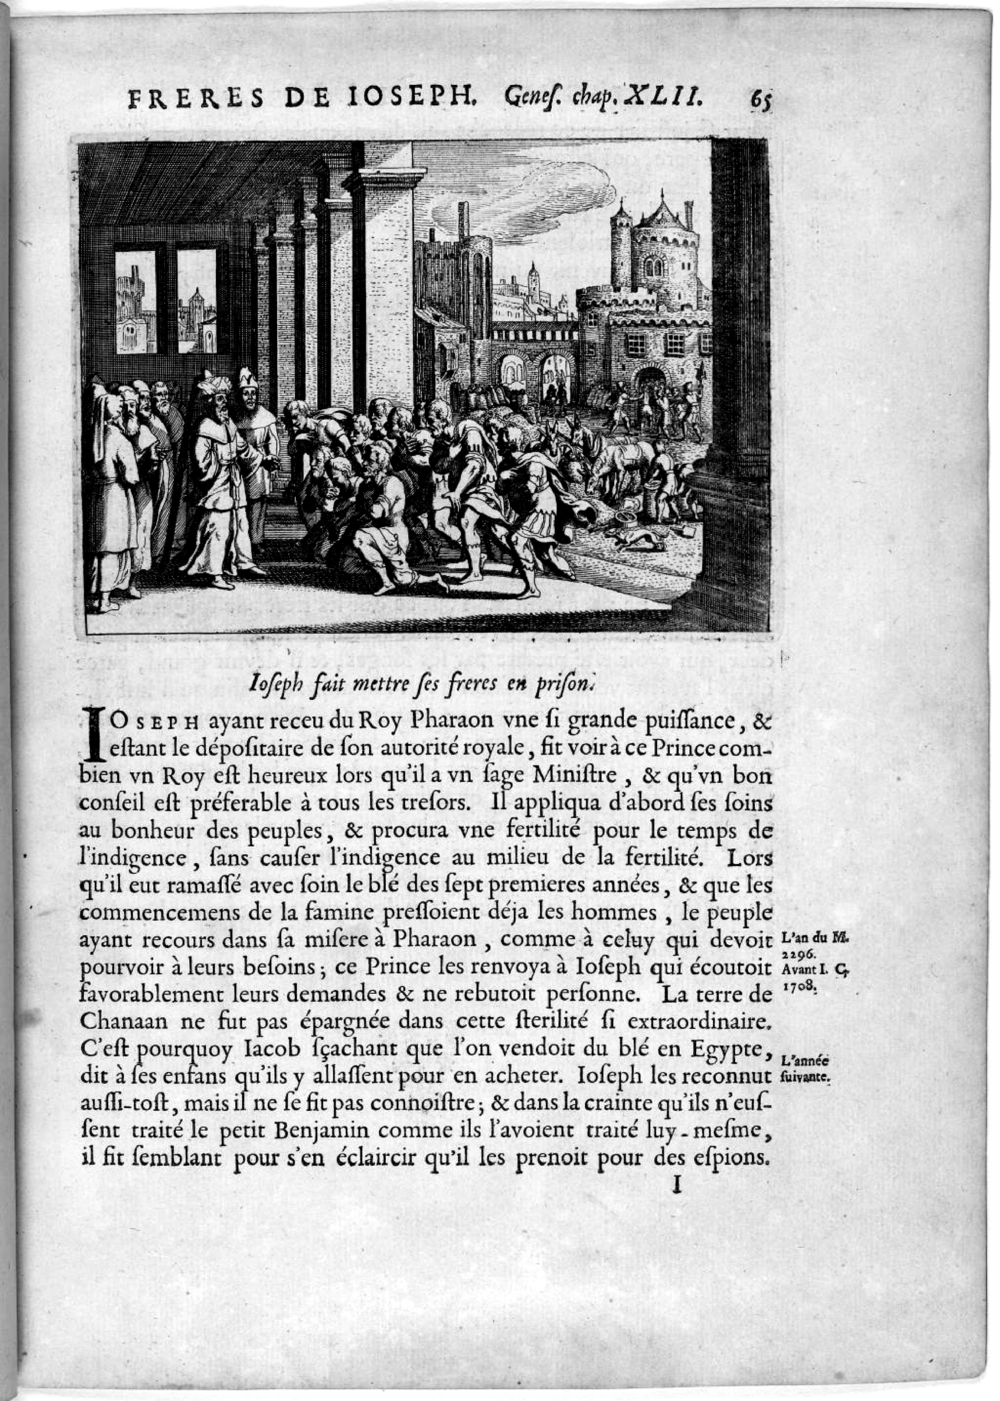 FRERES DE IOSEPH. Geneſ. chap. XLII. 65
Ioſeph fait mettre ſes freres en priſon.
IOSEPH ayant receu du Roy Pharaon vne ſi grande puiſſance, &
eſtant le dépoſitaire de ſon autorité royale, fit voir à ce Prince com-
bien vn Roy eſt heureux lors qu'il a vn ſage Miniſtre, & qu'vn bon
conſeil eſt préferable à tous les treſors. Il appliqua d'abord ſes ſoins
au bonheur des peuples, & procura vne fertilité pour le temps de
l'indigence, ſans cauſer l'indigence au milieu de la fertilité. Lors
qu'il eut ramaſſé avec ſoin le blé des ſept premieres années, & que les
commencemens de la famine preſſoient déja les hommes, le peuple
ayant recours dans ſa miſere à Pharaon, comme à celuy qui devoit
pourvoir à leurs beſoins; ce Prince les renvoya à Ioſeph qui écoutoit
favorablement leurs demandes & ne rebutoit perſonne. La terre de
Chanaan ne fut pas épargnée dans cette ſterilité ſi extraordinaire.
C'eſt pourquoy Iacob ſçachant que l'on vendoit du blé en Egypte,
dit à ſes enfans qu'ils y allaſſent pour en acheter. Ioſeph les reconnut
auſſi-toſt, mais il ne ſe fit pas connoiſtre; & dans la crainte qu'ils n'euſ-
ſent traité le petit Benjamin comme ils l'avoient traité luy-meſme,
il fit ſemblant pour s'en éclaircir qu'il les prenoit pour des eſpions.
I
L'an du M.
2296.
Avant I. C.
1708.
L'année
ſuivante.